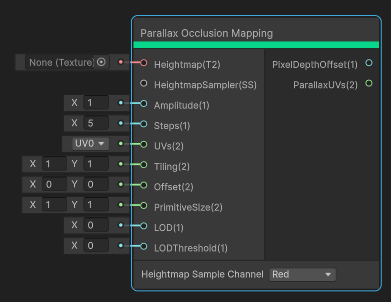 Parallax Occlusion Mapping
None (Texture) Heightmap(T2) PixelDepthOffset(1)
HeightmapSampler(SS) ParallaxUVs(2)
X 1 Amplitude(1)
X 5 Steps(1)
UV0 UVs(2)
X 1 Y 1 Tiling(2)
X 0 Y 0 Offset(2)
X 1 Y 1 PrimitiveSize(2)
X 0 LOD(1)
X 0 LODThreshold(1)
Heightmap Sample Channel Red